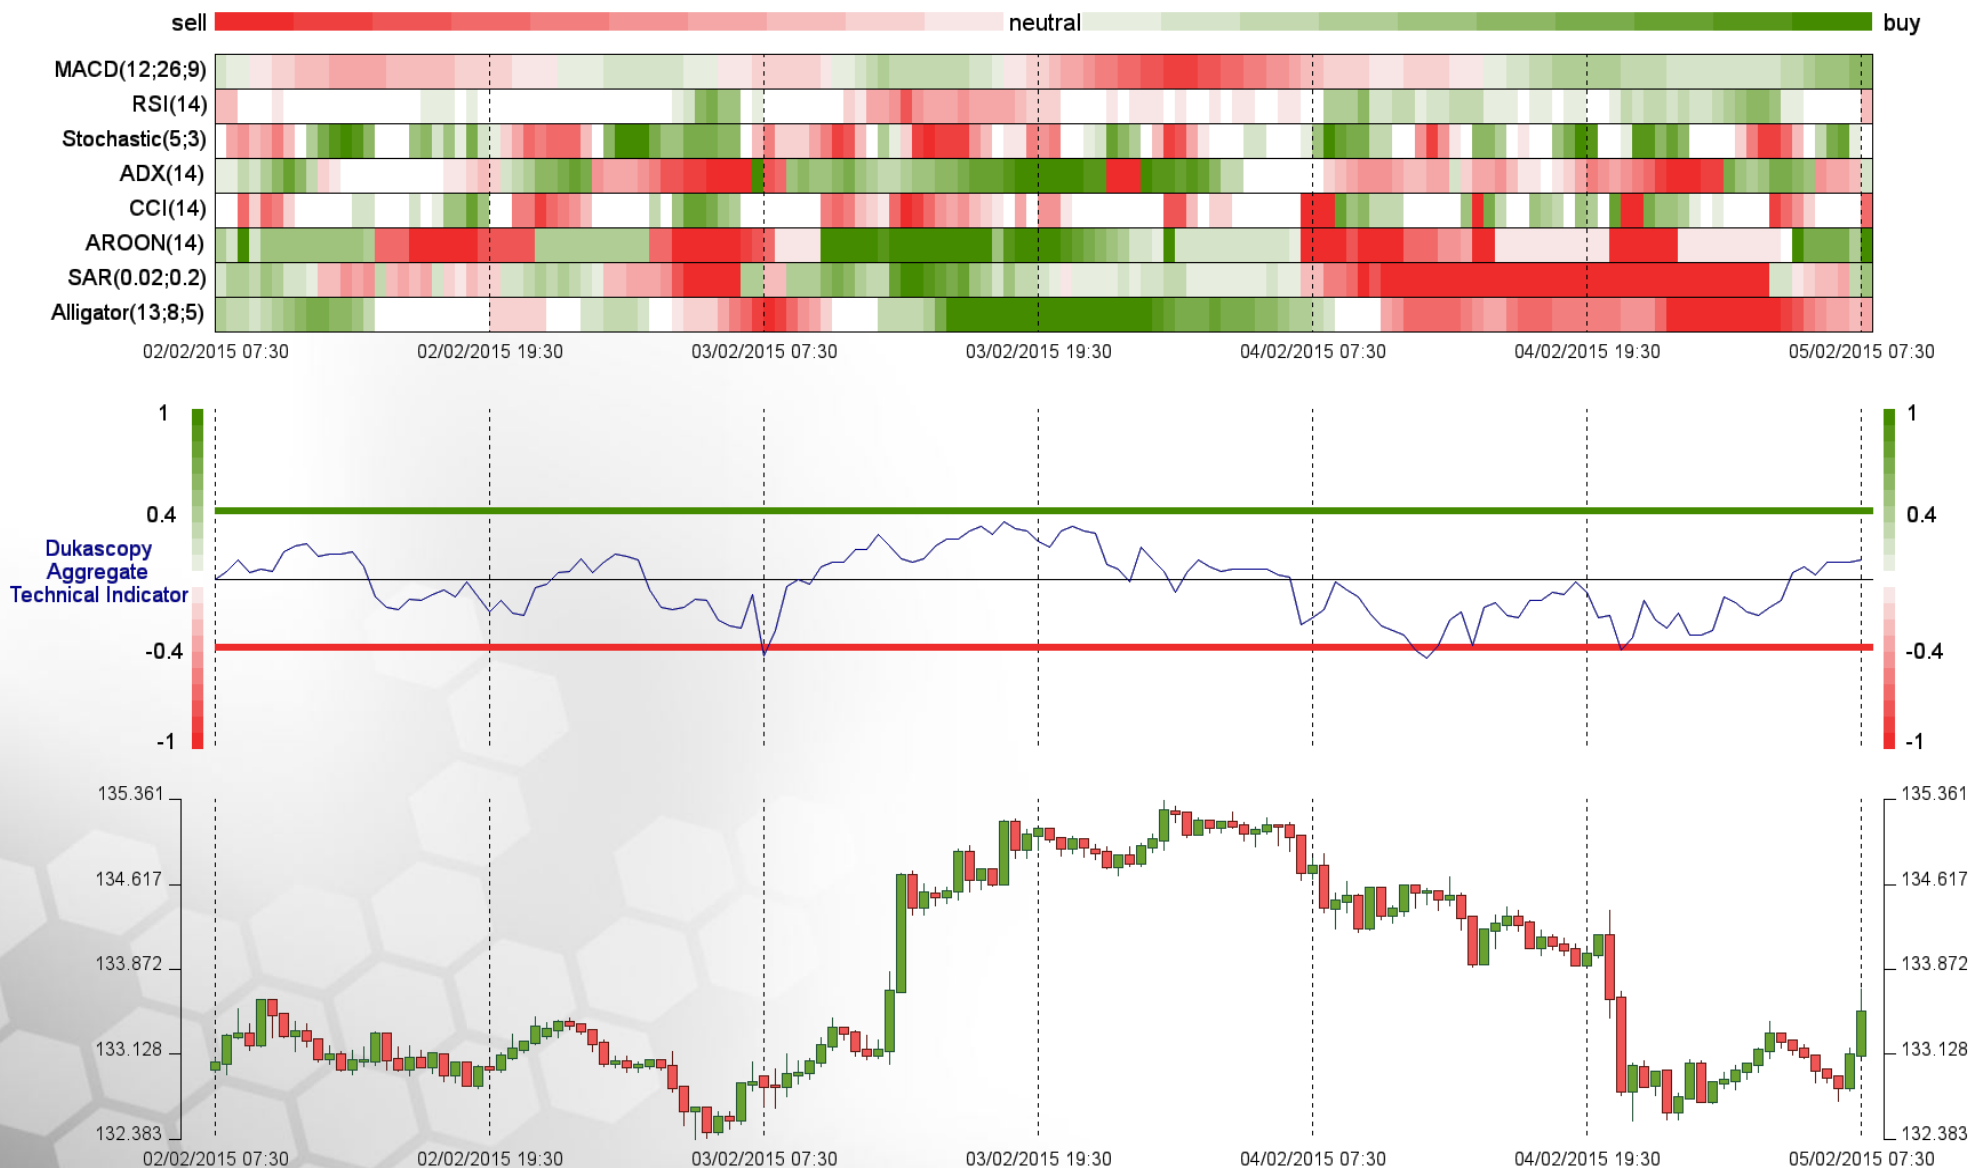 sell neutral buy
MACD(12;26;9)
RSI(14)
Stochastic(5;3)
ADX(14)
CCI(14)
AROON(14)
SAR(0.02;0.2)
Alligator(13;8;5)
02/02/2015 07:30 02/02/2015 19:30 03/02/2015 07:30 03/02/2015 19:30 04/02/2015 07:30 04/02/2015 19:30 05/02/2015 07:30
1 1
0.4 0.4
Dukascopy
Aggregate
Technical Indicator
-0.4 -0.4
-1 -1
135.361 135.361
134.617 134.617
133.872 133.872
133.128 133.128
132.383 132.383
02/02/2015 07:30 02/02/2015 19:30 03/02/2015 07:30 03/02/2015 19:30 04/02/2015 07:30 04/02/2015 19:30 05/02/2015 07:30